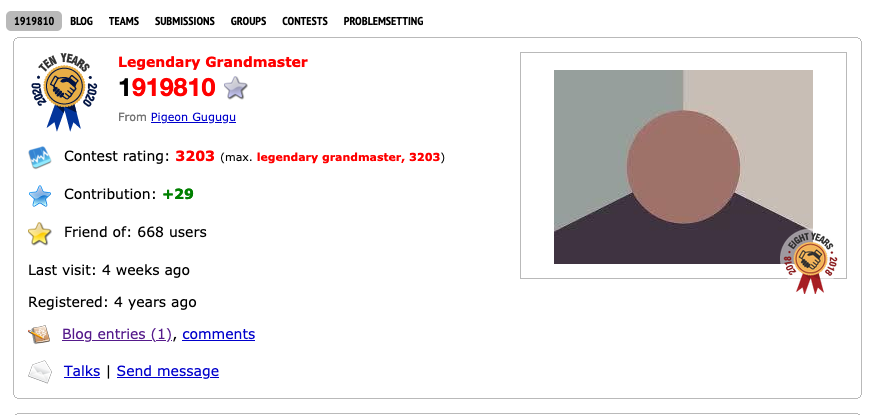 1919810 BLOG TEAMS SUBMISSIONS GROUPS CONTESTS PROBLEMSETTING
TEN YEARS
2020 2020
Legendary Grandmaster
1919810
From Pigeon Gugugu
Contest rating: 3203 (max. legendary grandmaster, 3203)
Contribution: +29
Friend of: 668 users
Last visit: 4 weeks ago
Registered: 4 years ago
Blog entries (1), comments
Talks | Send message
EIGHT YEARS
2018 2018